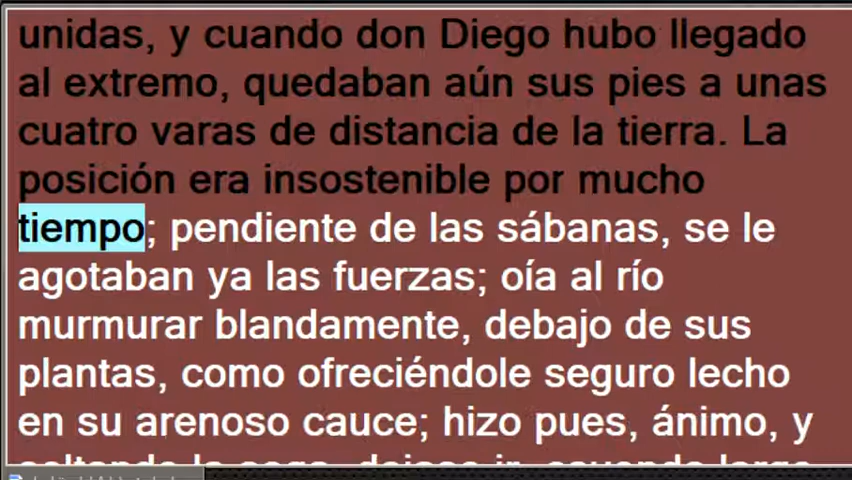 unidas, y cuando don Diego hubo llegado
al extremo, quedaban aún sus pies a unas
cuatro varas de distancia de la tierra. La
posición era insostenible por mucho
tiempo; pendiente de las sábanas, se le
agotaban ya las fuerzas; oía al río
murmurar blandamente, debajo de sus
plantas, como ofreciéndole seguro lecho
en su arenoso cauce; hizo pues, ánimo, y